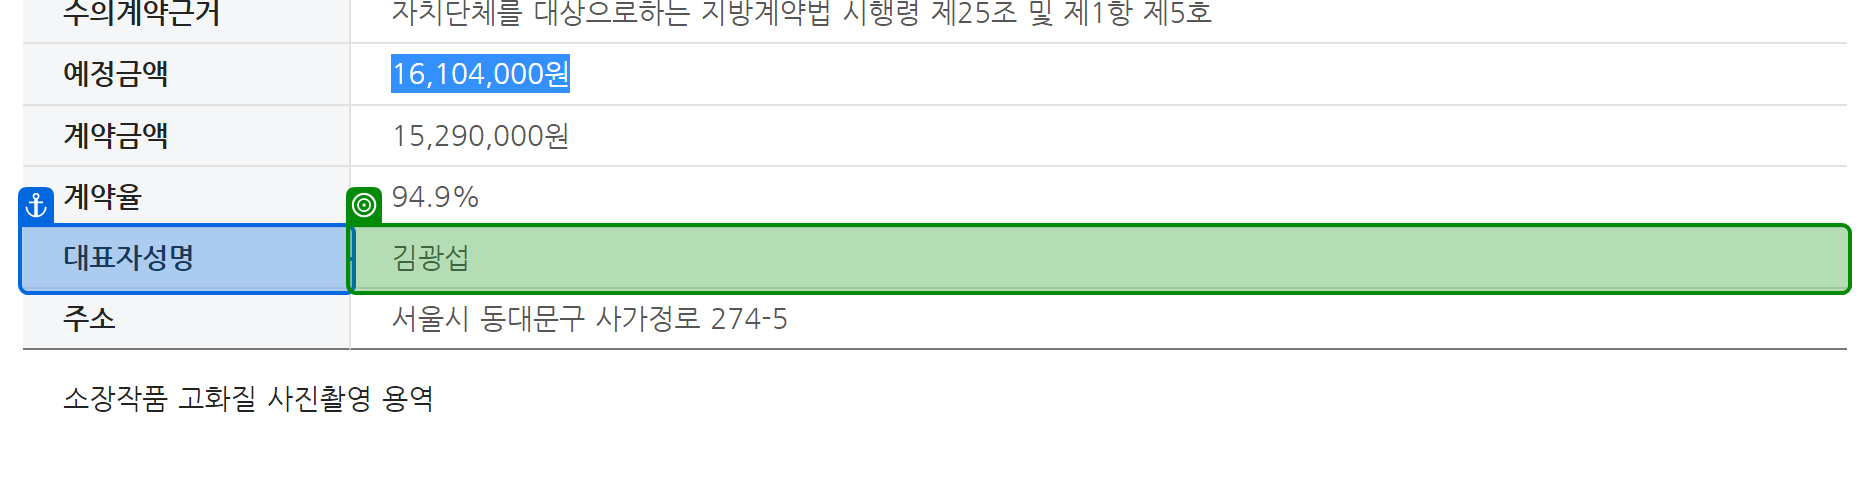 수의계약근거 자치단체를 대상으로하는 지방계약법 시행령 제25조 및 제1항 제5호
예정금액 16,104,000원
계약금액 15,290,000원
계약율 94.9%
대표자성명 김광섭
주소 서울시 동대문구 사가정로 274-5
소장작품 고화질 사진촬영 용역